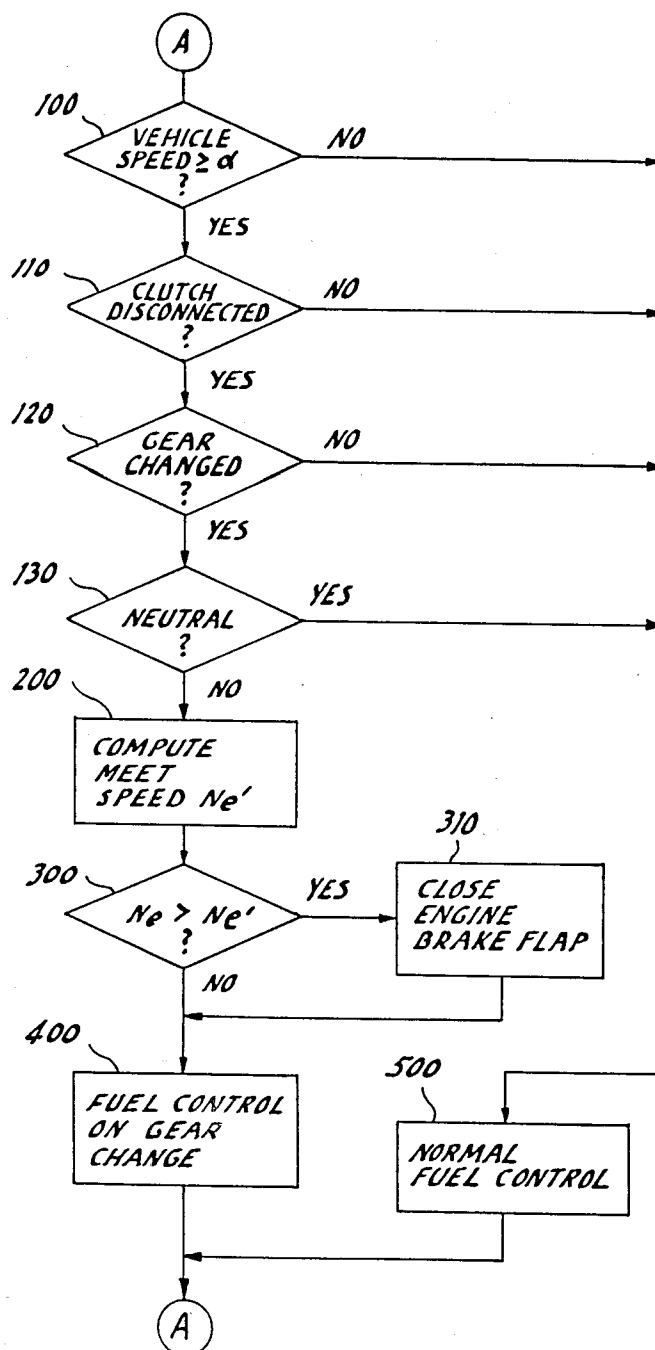 A
100
VEHICLE
SPEED ≥ α
?
NO
YES
110
CLUTCH
DISCONNECTED
?
NO
YES
120
GEAR
CHANGED
?
NO
YES
130
NEUTRAL
?
YES
NO
200
COMPUTE
MEET
SPEED Ne'
300
Ne > Ne'
?
YES
NO
310
CLOSE
ENGINE
BRAKE FLAP
400
FUEL CONTROL
ON GEAR
CHANGE
500
NORMAL
FUEL CONTROL
A